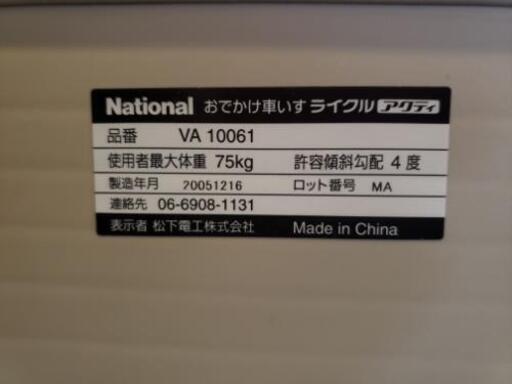 National おでかけ車いす ライクル アクティ
品番 VA 10061
使用者最大体重 75kg 許容傾斜勾配 4 度
製造年月 20051216 ロット番号 MA
連絡先 06-6908-1131
表示者 松下電工株式会社 Made in China